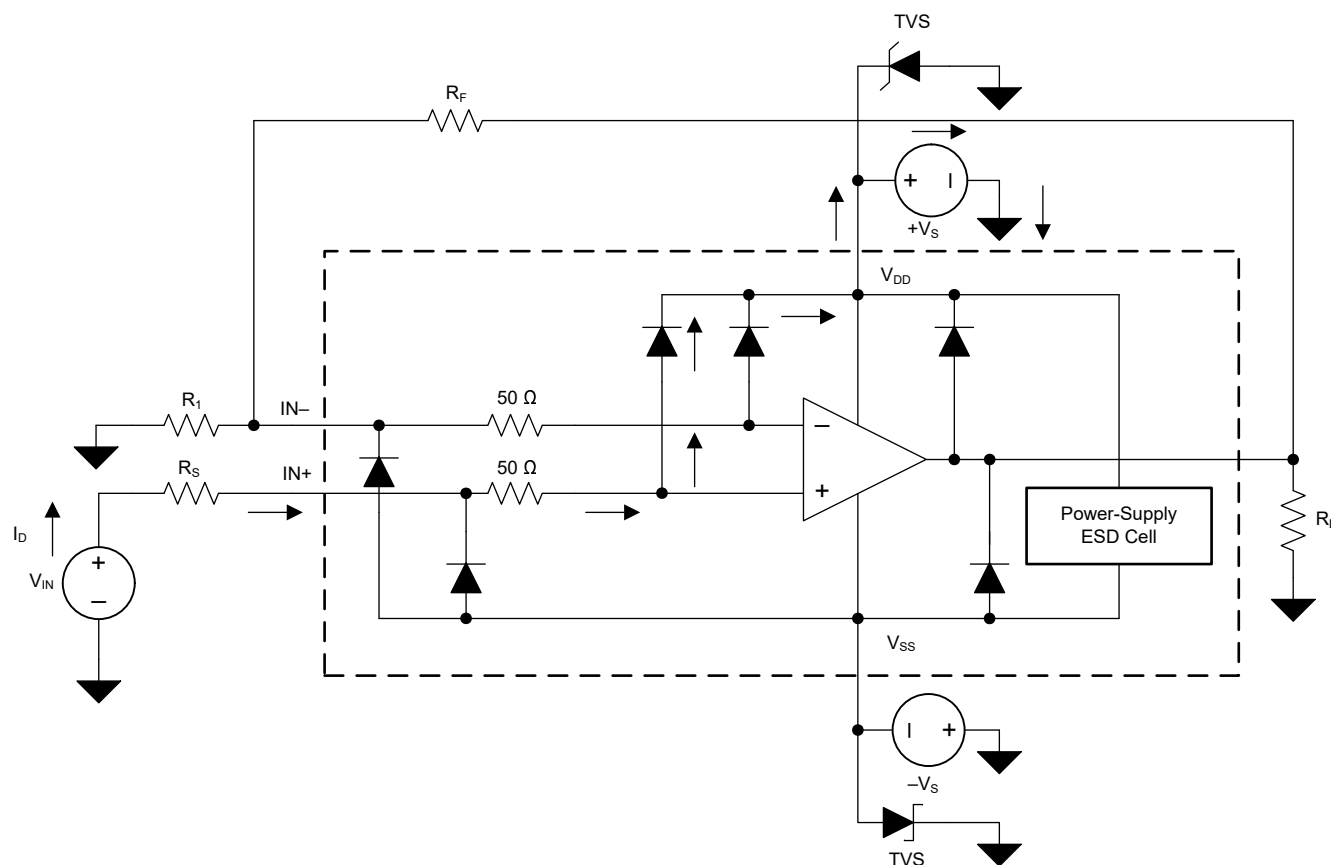 TVS
R_F
+
+V_S
V_DD
R_1
IN–
50 Ω
–
R_S
IN+
50 Ω
+
I_D
V_IN
+
–
Power-Supply
ESD Cell
V_SS
+
–V_S
TVS